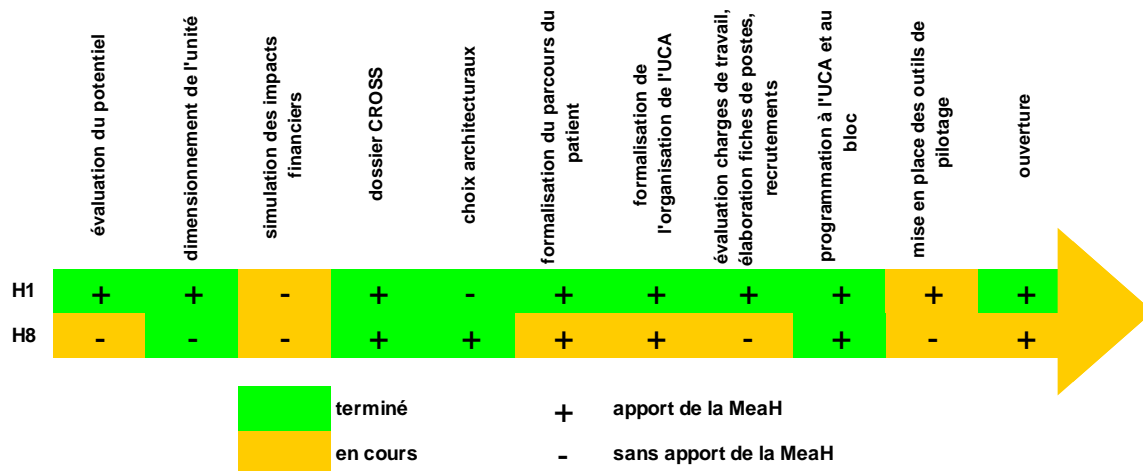 évaluation du potentiel
dimensionnement de l'unité
simulation des impacts
financiers
dossier CROSS
choix architecturaux
formalisation du parcours du
patient
formalisation de
l'organisation de l'UCA
évaluation charges de travail,
élaboration fiches de postes,
recrutements
programmation à l'UCA et au
bloc
mise en place des outils de
pilotage
ouverture
H1 + + - + - + + + + + +
H8 - - - + + + + - + - +
terminé + apport de la MeaH
en cours - sans apport de la MeaH